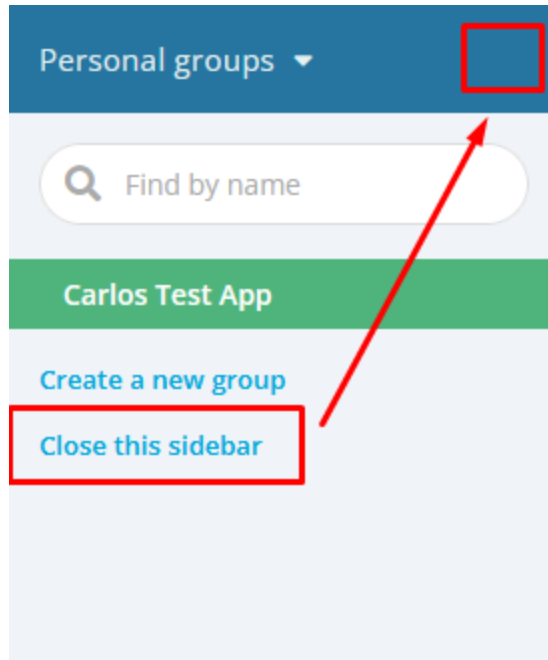 Personal groups
Find by name
Carlos Test App
Create a new group
Close this sidebar